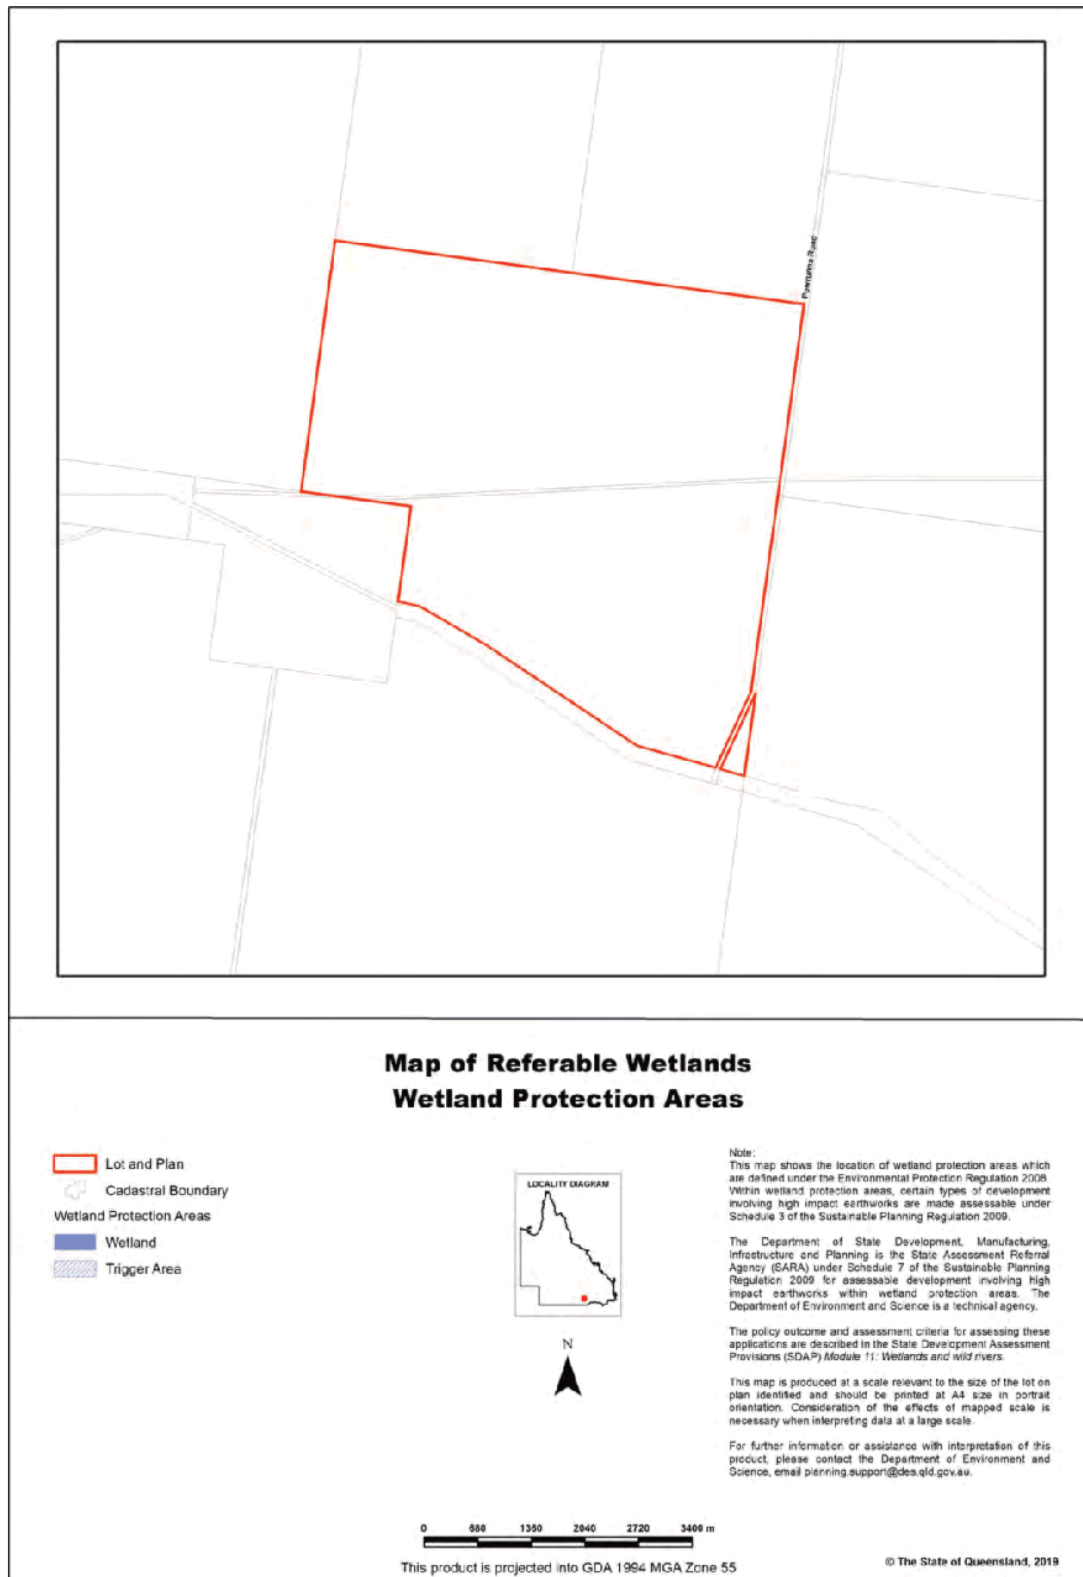 Map of Referable Wetlands
Wetland Protection Areas
Lot and Plan
Cadastral Boundary
Wetland Protection Areas
Wetland
Trigger Area
LOCALITY DIAGRAM
N
Note:
This map shows the location of wetland protection areas which
are defined under the Environmental Protection Regulation 2008.
Within wetland protection areas, certain types of development
involving high impact earthworks are made assessable under
Schedule 3 of the Sustainable Planning Regulation 2009.
The Department of State Development, Manufacturing,
Infrastructure and Planning is the State Assessment Referral
Agency (SARA) under Schedule 7 of the Sustainable Planning
Regulation 2009 for assessable development involving high
impact earthworks within wetland protection areas. The
Department of Environment and Science is a technical agency.
The policy outcome and assessment criteria for assessing these
applications are described in the State Development Assessment
Provisions (SDAP) Module 11: Wetlands and wild rivers.
This map is produced at a scale relevant to the size of the lot on
plan identified and should be printed at A4 size in portrait
orientation. Consideration of the effects of mapped scale is
necessary when interpreting data at a large scale.
For further information or assistance with interpretation of this
product, please contact the Department of Environment and
Science, email planning.support@des.qld.gov.au.
0 680 1360 2040 2720 3400 m
This product is projected into GDA 1994 MGA Zone 55
© The State of Queensland, 2019
Road